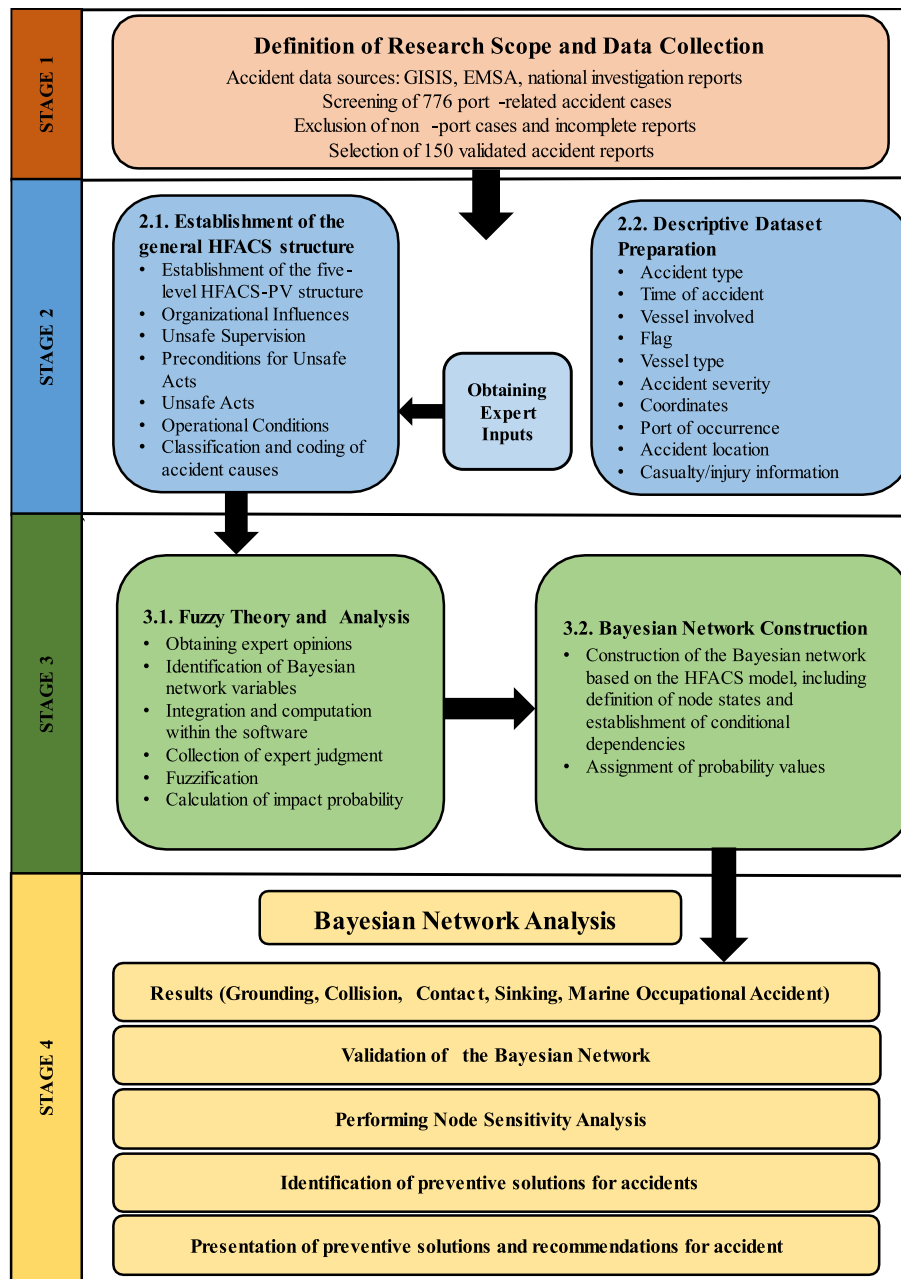 STAGE 1
Definition of Research Scope and Data Collection
Accident data sources: GISIS, EMSA, national investigation reports
Screening of 776 port -related accident cases
Exclusion of non -port cases and incomplete reports
Selection of 150 validated accident reports
STAGE 2
2.1. Establishment of the
general HFACS structure
• Establishment of the five-
level HFACS-PV structure
• Organizational Influences
• Unsafe Supervision
• Preconditions for Unsafe
Acts
• Unsafe Acts
• Operational Conditions
• Classification and coding of
accident causes
Obtaining
Expert
Inputs
2.2. Descriptive Dataset
Preparation
• Accident type
• Time of accident
• Vessel involved
• Flag
• Vessel type
• Accident severity
• Coordinates
• Port of occurrence
• Accident location
• Casualty/injury information
STAGE 3
3.1. Fuzzy Theory and Analysis
• Obtaining expert opinions
• Identification of Bayesian
network variables
• Integration and computation
within the software
• Collection of expert judgment
• Fuzzification
• Calculation of impact probability
3.2. Bayesian Network Construction
• Construction of the Bayesian network
based on the HFACS model, including
definition of node states and
establishment of conditional
dependencies
• Assignment of probability values
STAGE 4
Bayesian Network Analysis
Results (Grounding, Collision, Contact, Sinking, Marine Occupational Accident)
Validation of the Bayesian Network
Performing Node Sensitivity Analysis
Identification of preventive solutions for accidents
Presentation of preventive solutions and recommendations for accident